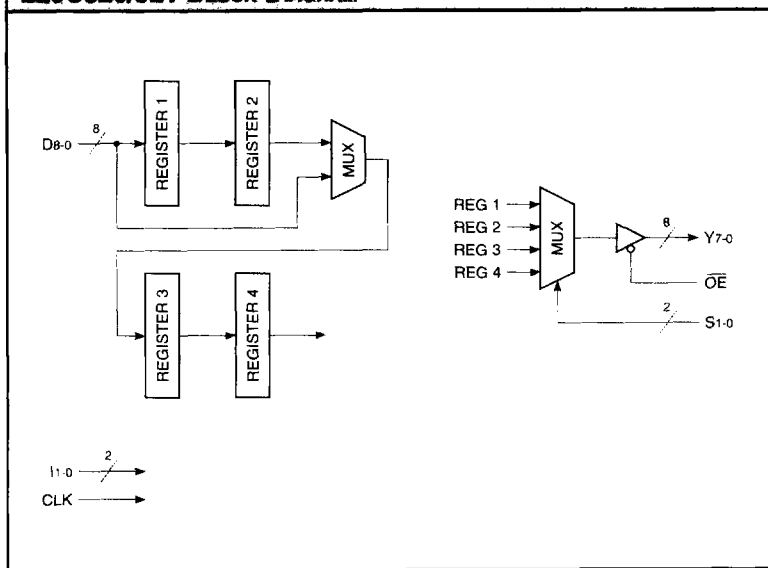 D8-0
8
REGISTER 1
REGISTER 2
MUX
REGISTER 3
REGISTER 4
I1-0
2
CLK
REG 1
REG 2
REG 3
REG 4
MUX
8
Y7-0
OE
2
S1-0